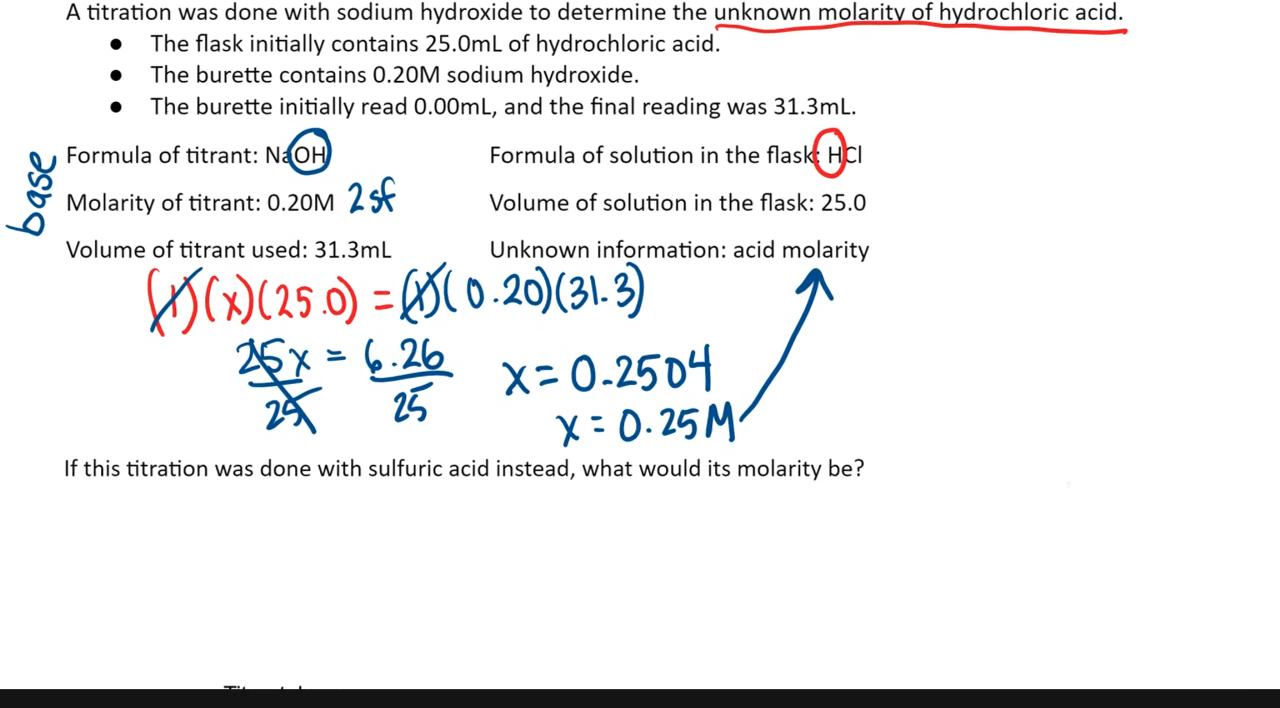 A titration was done with sodium hydroxide to determine the unknown molarity of hydrochloric acid.
● The flask initially contains 25.0mL of hydrochloric acid.
● The burette contains 0.20M sodium hydroxide.
● The burette initially read 0.00mL, and the final reading was 31.3mL.
base
Formula of titrant: NaOH
Formula of solution in the flask: HCl
Molarity of titrant: 0.20M 2 sf
Volume of solution in the flask: 25.0
Volume of titrant used: 31.3mL
Unknown information: acid molarity
(1)(x)(25.0) = (1)(0.20)(31.3)
25x = 6.26
25 25
x = 0.2504
x = 0.25M
If this titration was done with sulfuric acid instead, what would its molarity be?